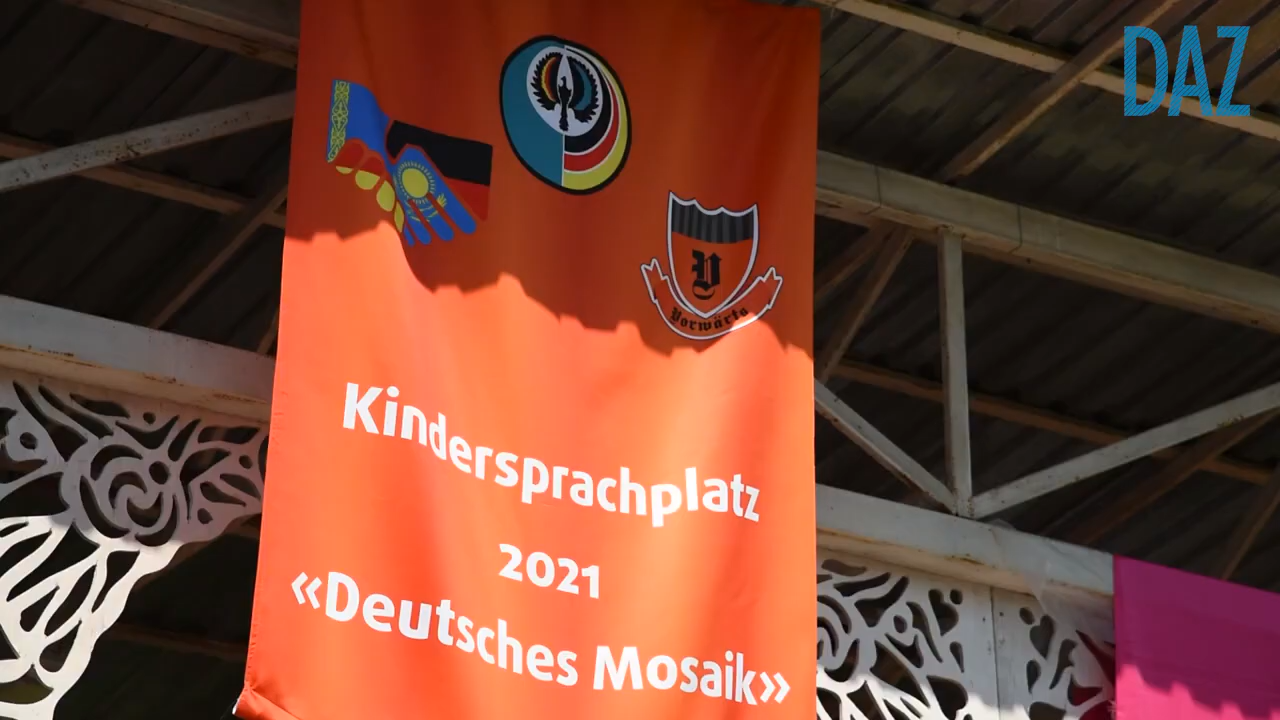 DAZ
V
Vorwärts
Kindersprachplatz
2021
«Deutsches Mosaik»